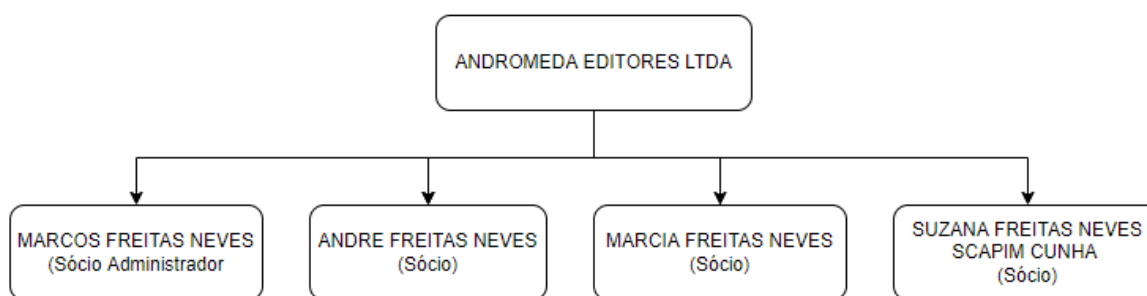 ANDROMEDA EDITORES LTDA
MARCOS FREITAS NEVES
(Sócio Administrador
ANDRE FREITAS NEVES
(Sócio)
MARCIA FREITAS NEVES
(Sócio)
SUZANA FREITAS NEVES
SCAPIM CUNHA
(Sócio)